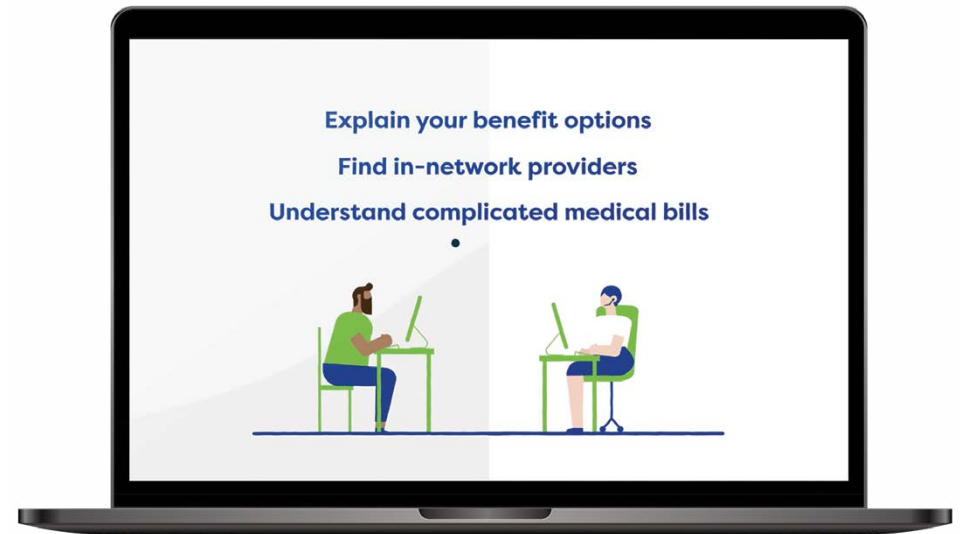 Explain your benefit options
Find in-network providers
Understand complicated medical bills